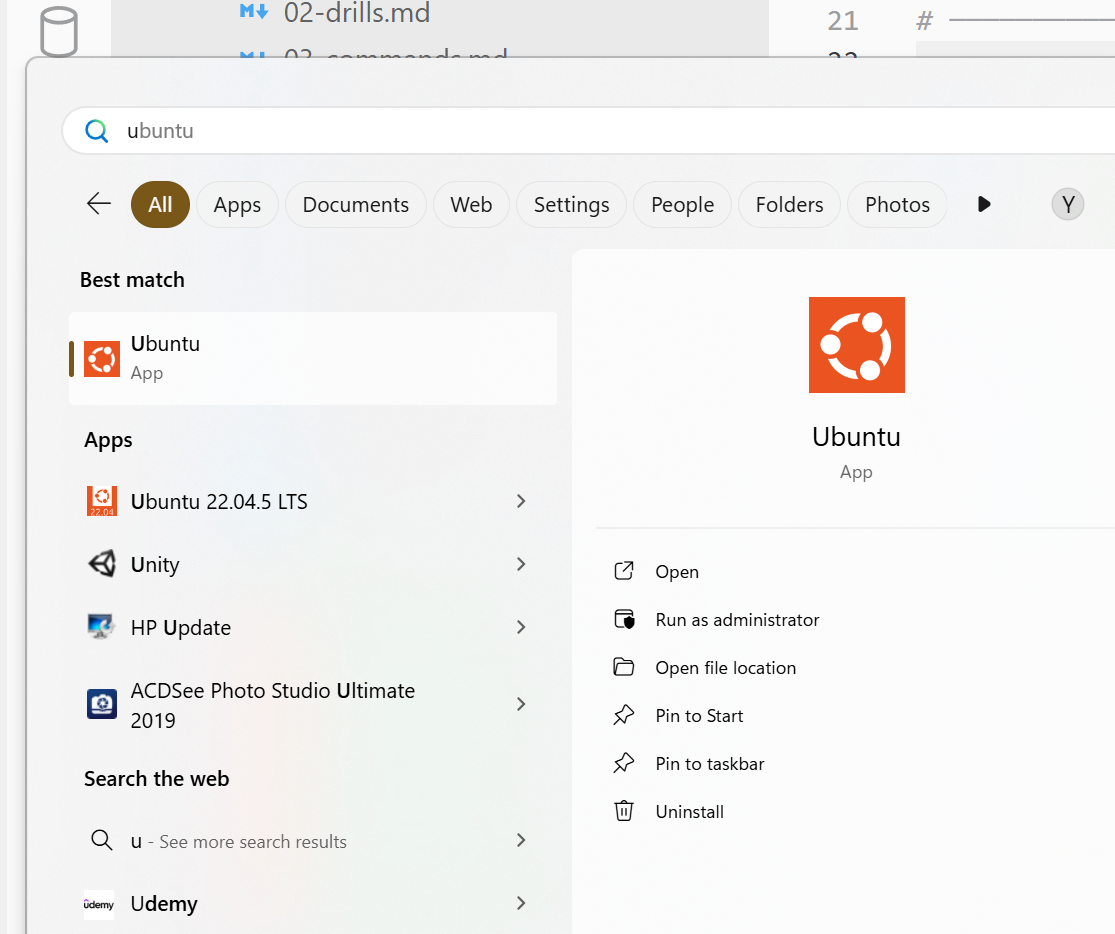 02-drills.md
21 #
03-commands.md
22
ubuntu
All Apps Documents Web Settings People Folders Photos Y
Best match
Ubuntu
App
Apps
Ubuntu 22.04.5 LTS
22.04
Unity
HP Update
ACDSee Photo Studio Ultimate
2019
Search the web
u - See more search results
udemy
Udemy
Ubuntu
App
Open
Run as administrator
Open file location
Pin to Start
Pin to taskbar
Uninstall